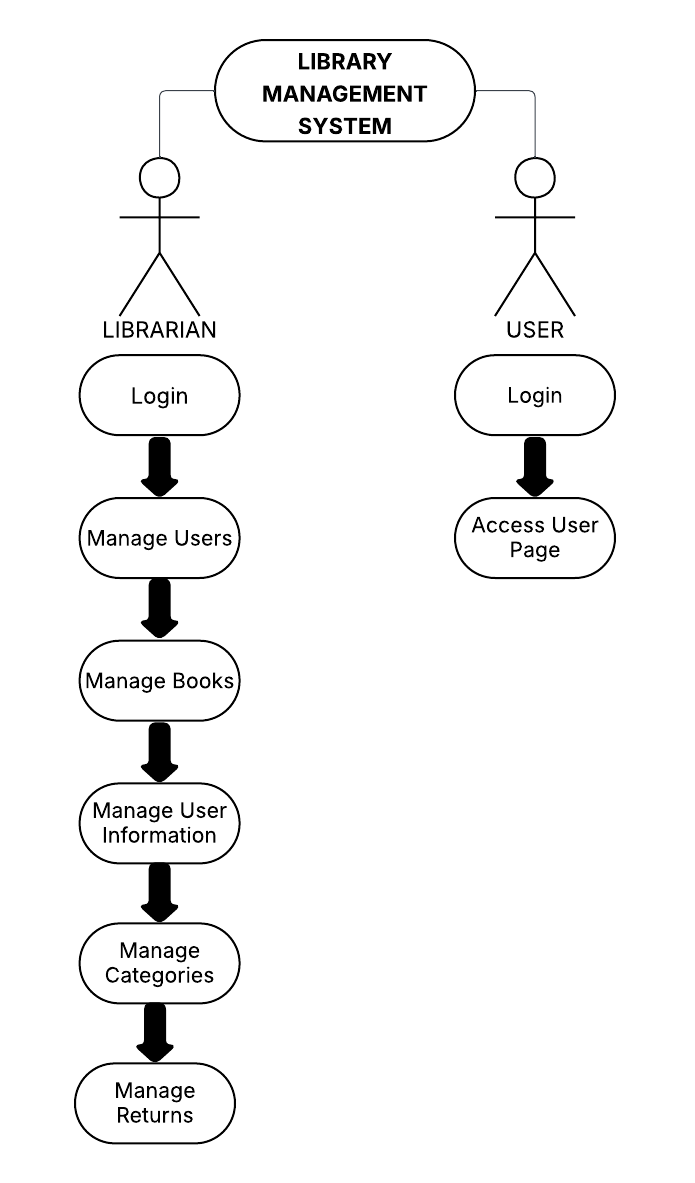 LIBRARY
MANAGEMENT
SYSTEM
LIBRARIAN
USER
Login
Login
Manage Users
Access User
Page
Manage Books
Manage User
Information
Manage
Categories
Manage
Returns